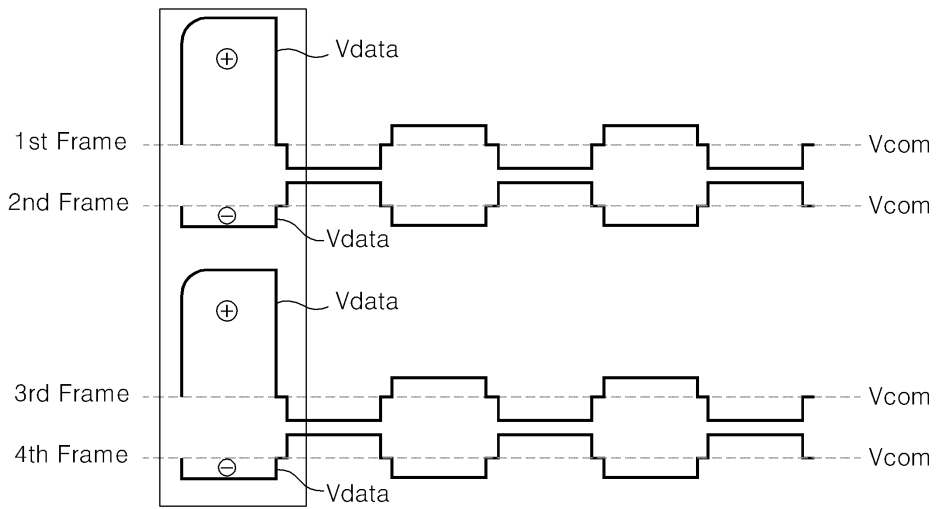 ⊕ Vdata
1st Frame Vcom
2nd Frame ⊖ Vcom
Vdata
⊕ Vdata
3rd Frame Vcom
4th Frame ⊖ Vcom
Vdata